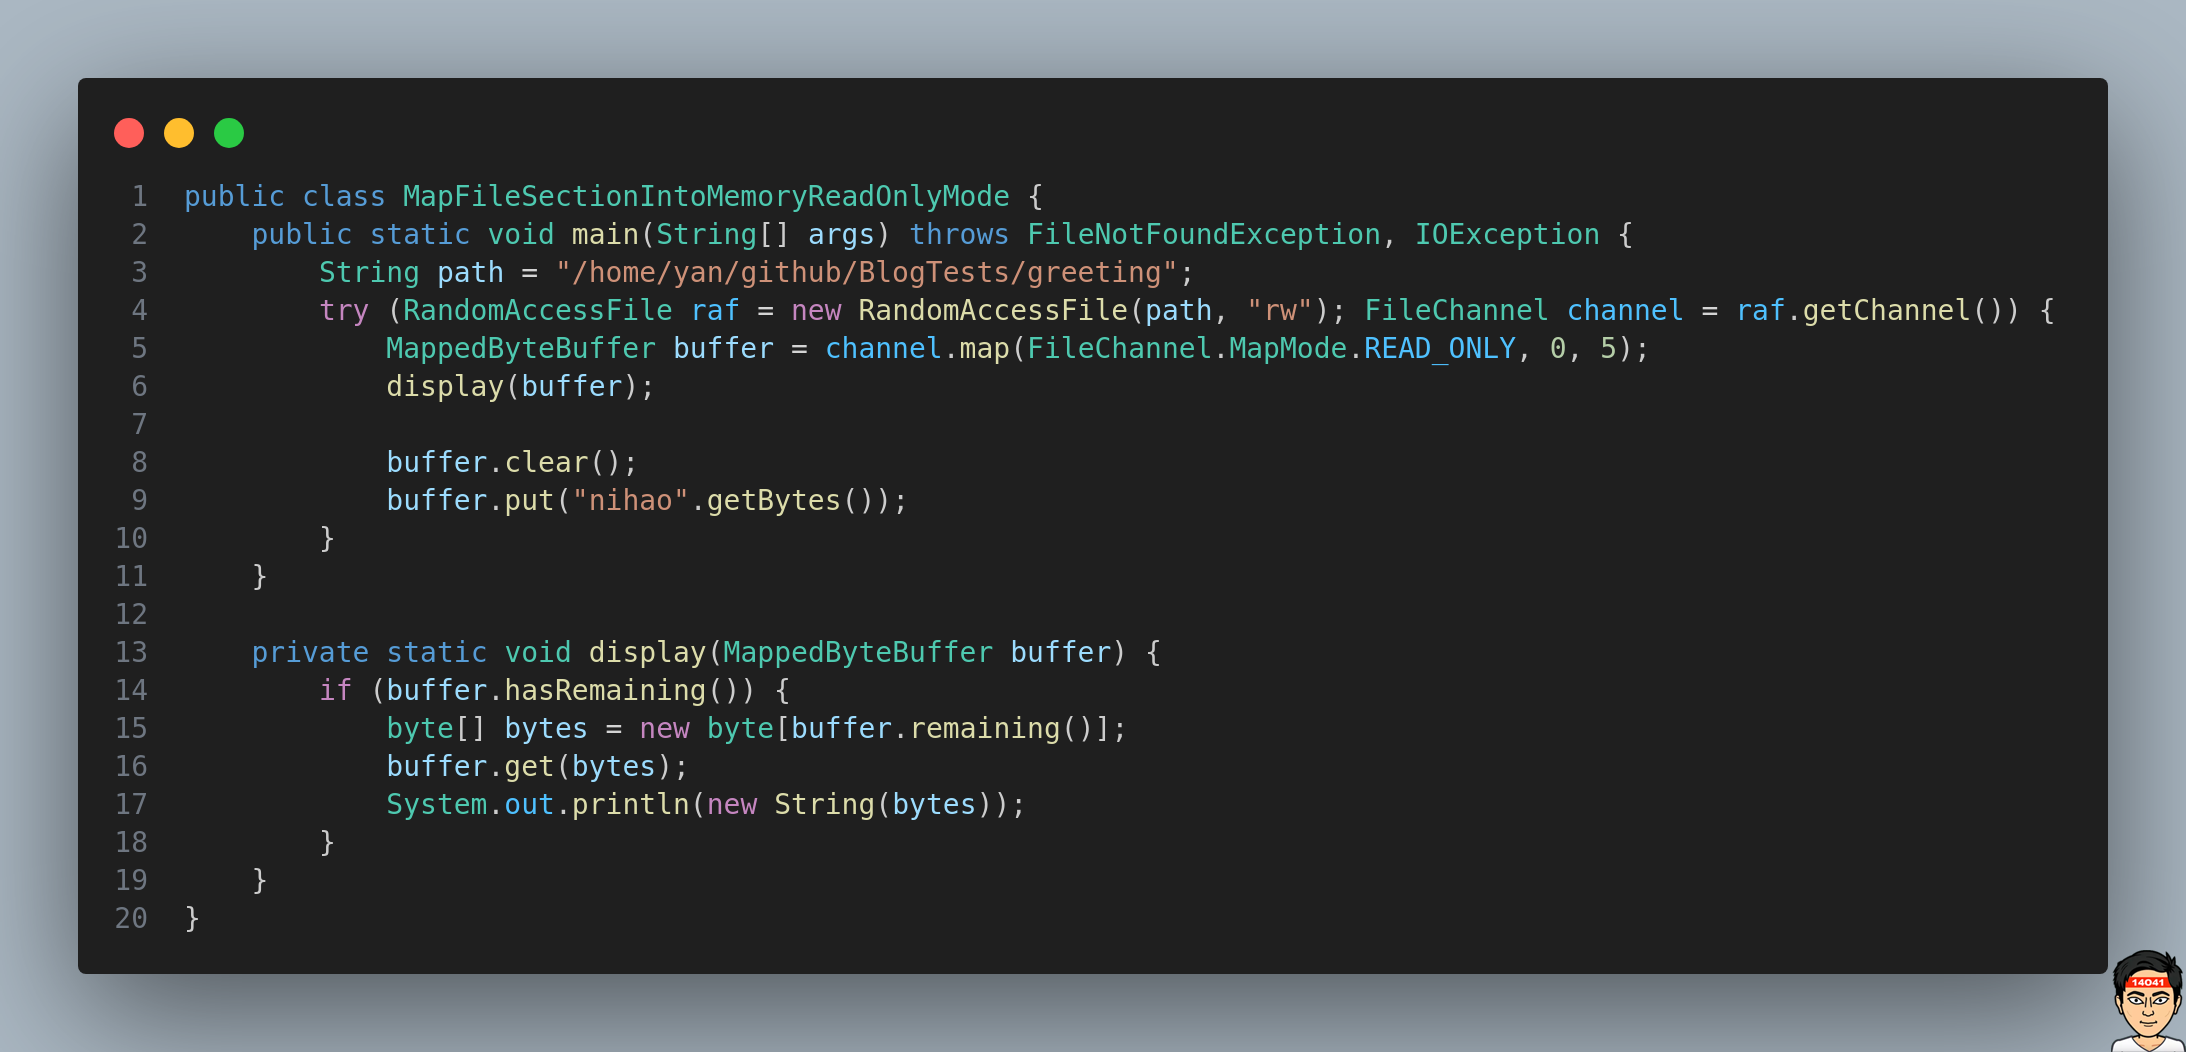 1 public class MapFileSectionIntoMemoryReadOnlyMode {
2     public static void main(String[] args) throws FileNotFoundException, IOException {
3         String path = "/home/yan/github/BlogTests/greeting";
4         try (RandomAccessFile raf = new RandomAccessFile(path, "rw"); FileChannel channel = raf.getChannel()) {
5             MappedByteBuffer buffer = channel.map(FileChannel.MapMode.READ_ONLY, 0, 5);
6             display(buffer);
7
8             buffer.clear();
9             buffer.put("nihao".getBytes());
10         }
11     }
12
13     private static void display(MappedByteBuffer buffer) {
14         if (buffer.hasRemaining()) {
15             byte[] bytes = new byte[buffer.remaining()];
16             buffer.get(bytes);
17             System.out.println(new String(bytes));
18         }
19     }
20 }
14041